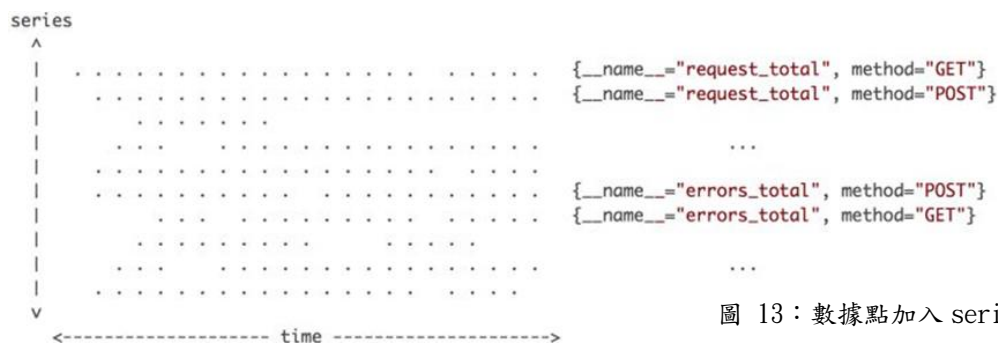 series
^
| . . . . . . . . . . . . . . . . . . . . . . {__name__="request_total", method="GET"}
| . . . . . . . . . . . . . . . . . . . . . . {__name__="request_total", method="POST"}
| . . . . . . .
| . . . . . . . . . . . . . . . . . . . ...
| . . . . . . . . . . . . . . . . . . . . .
| . . . . . . . . . . . . . . . . . . . . . {__name__="errors_total", method="POST"}
| . . . . . . . . . . . . . . . . . {__name__="errors_total", method="GET"}
| . . . . . . . . . . . . . .
| . . . . . . . . . . . . . . . . . . . ...
| . . . . . . . . . . . . . . . . . . . .
v
<-------------------- time ---------------------->
圖 13：數據點加入 seri